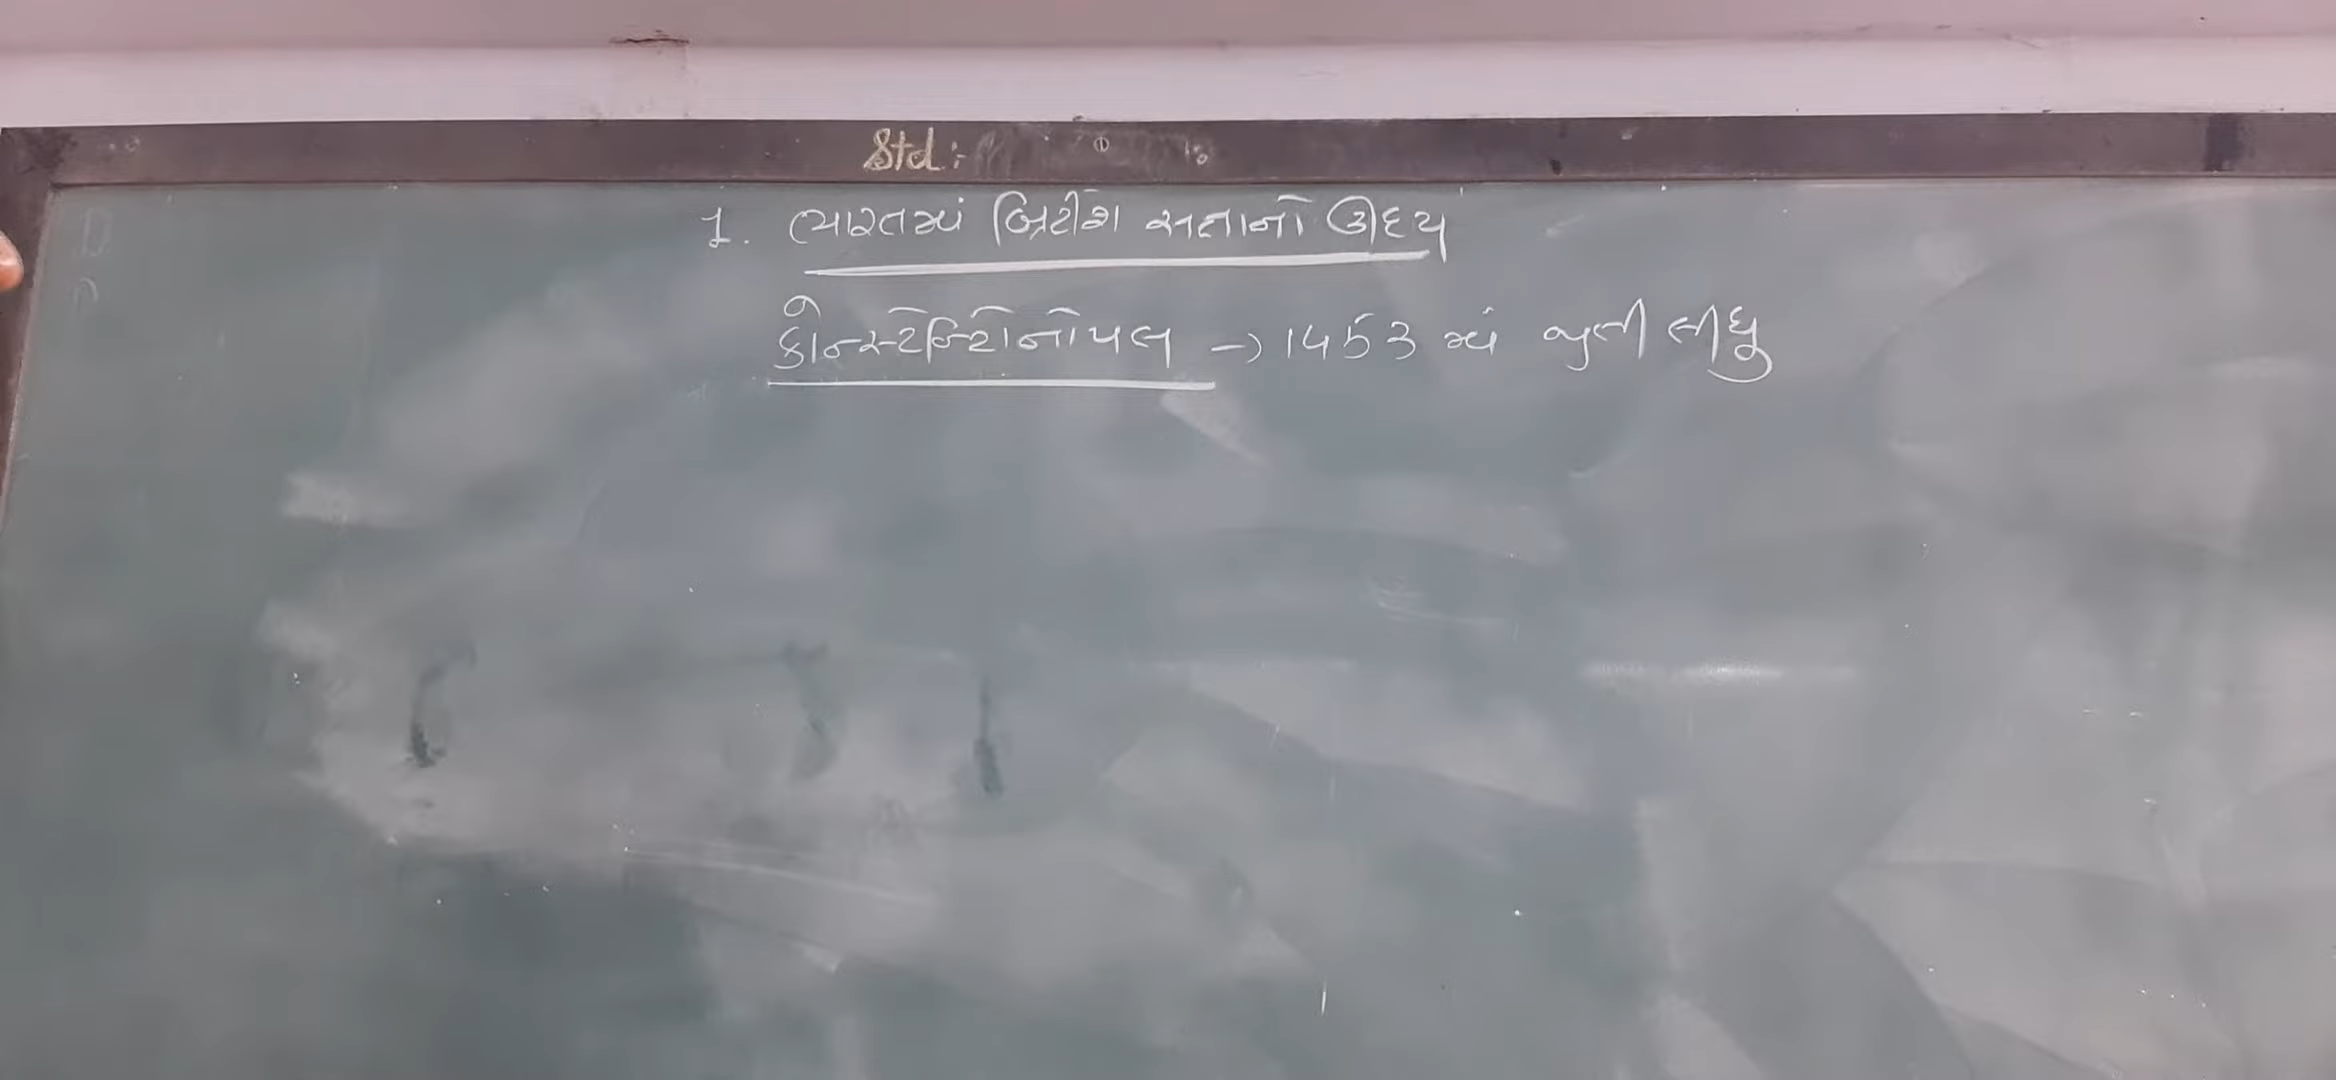 Std:-
1. ભારતમાં બ્રિટીશ સતાનો ઉદય
કોન્સ્ટેન્ટિનોપલ → 1453 માં જીતી લીધુ